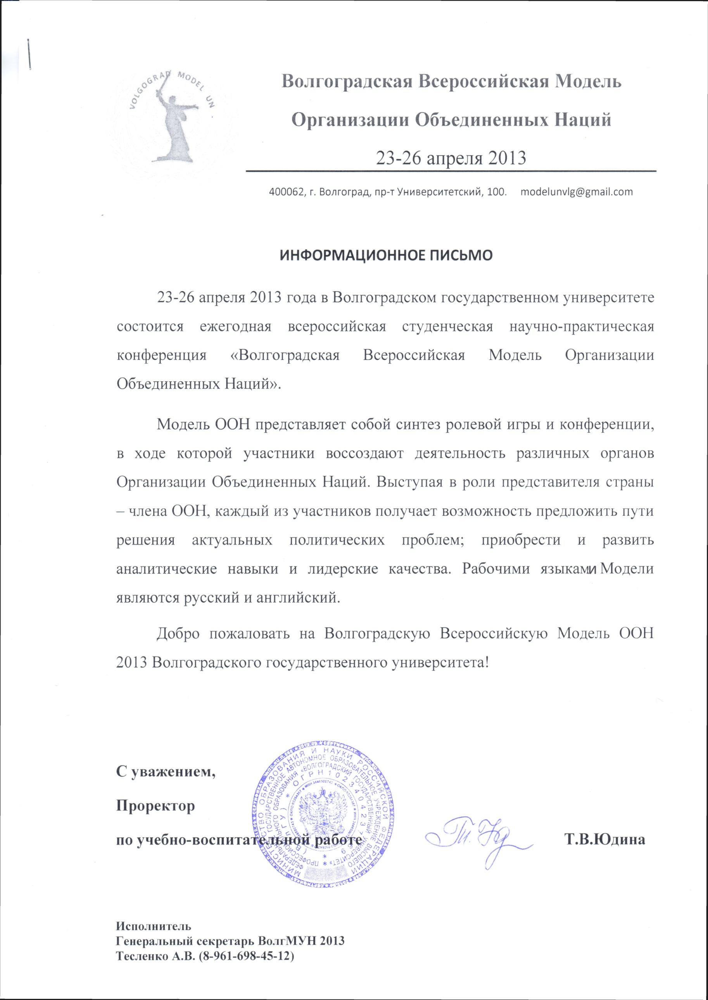 VOLGOGRAD MODEL UN
Волгоградская Всероссийская Модель
Организации Объединенных Наций
23-26 апреля 2013
400062, г. Волгоград, пр-т Университетский, 100. modelunvlg@gmail.com
ИНФОРМАЦИОННОЕ ПИСЬМО
23-26 апреля 2013 года в Волгоградском государственном университете
состоится ежегодная всероссийская студенческая научно-практическая
конференция «Волгоградская Всероссийская Модель Организации
Объединенных Наций».
Модель ООН представляет собой синтез ролевой игры и конференции,
в ходе которой участники воссоздают деятельность различных органов
Организации Объединенных Наций. Выступая в роли представителя страны
– члена ООН, каждый из участников получает возможность предложить пути
решения актуальных политических проблем; приобрести и развить
аналитические навыки и лидерские качества. Рабочими языками Модели
являются русский и английский.
Добро пожаловать на Волгоградскую Всероссийскую Модель ООН
2013 Волгоградского государственного университета!
С уважением,
Проректор
по учебно-воспитательной работе Т.В.Юдина
МИНИСТЕРСТВО ОБРАЗОВАНИЯ И НАУКИ РОССИЙСКОЙ ФЕДЕРАЦИИ
ФЕДЕРАЛЬНОЕ ГОСУДАРСТВЕННОЕ АВТОНОМНОЕ ОБРАЗОВАТЕЛЬНОЕ УЧРЕЖДЕНИЕ ВЫСШЕГО
ПРОФЕССИОНАЛЬНОГО ОБРАЗОВАНИЯ «ВОЛГОГРАДСКИЙ ГОСУДАРСТВЕННЫЙ УНИВЕРСИТЕТ»
(ВолГУ) * ОГРН
Исполнитель
Генеральный секретарь ВолгМУН 2013
Тесленко А.В. (8-961-698-45-12)